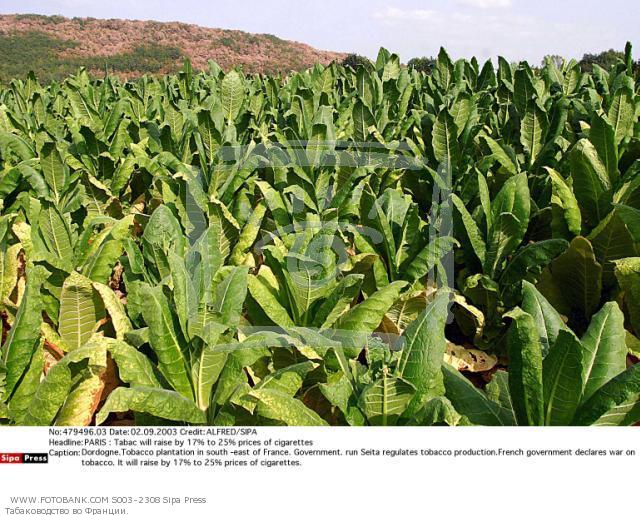 No:479496.03 Date:02.09.2003 Credit:ALFRED/SIPA
Headline:PARIS : Tabac will raise by 17% to 25% prices of cigarettes
Sipa Press
Caption: Dordogne.Tobacco plantation in south -east of France. Government. run Seita regulates tobacco production.French government declares war on
tobacco. It will raise by 17% to 25% prices of cigarettes.
WWW.FOTOBANK.COM S003-2308 Sipa Press
Табаководство во Франции.